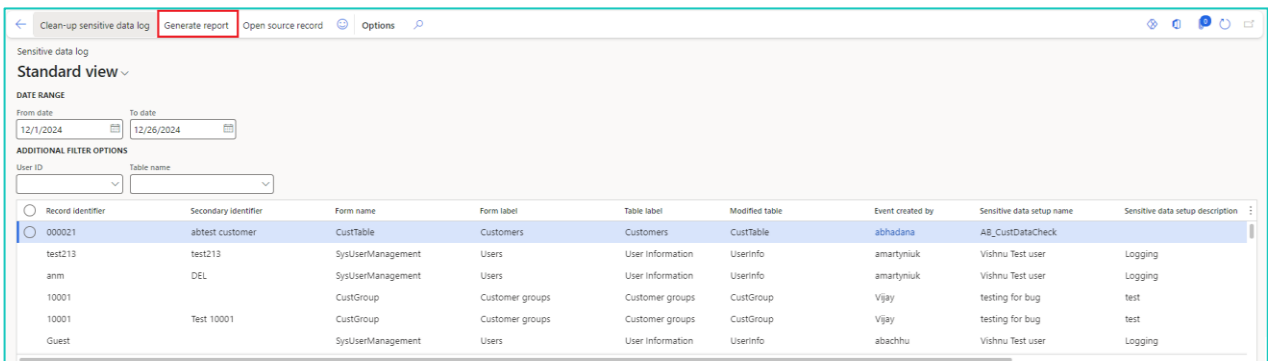 Clean-up sensitive data log Generate report Open source record Options 0
Sensitive data log
Standard view
DATE RANGE
From date To date
12/1/2024 12/26/2024
ADDITIONAL FILTER OPTIONS
User ID Table name
Record identifier Secondary identifier Form name Form label Table label Modified table Event created by Sensitive data setup name Sensitive data setup description
000021 abtest customer CustTable Customers Customers CustTable abhadana AB_CustDataCheck
test213 test213 SysUserManagement Users User Information UserInfo amartyniuk Vishnu Test user Logging
anm DEL SysUserManagement Users User Information UserInfo amartyniuk Vishnu Test user Logging
10001 CustGroup Customer groups Customer groups CustGroup Vijay testing for bug test
10001 Test 10001 CustGroup Customer groups Customer groups CustGroup Vijay testing for bug test
Guest SysUserManagement Users User Information UserInfo abachhu Vishnu Test user Logging